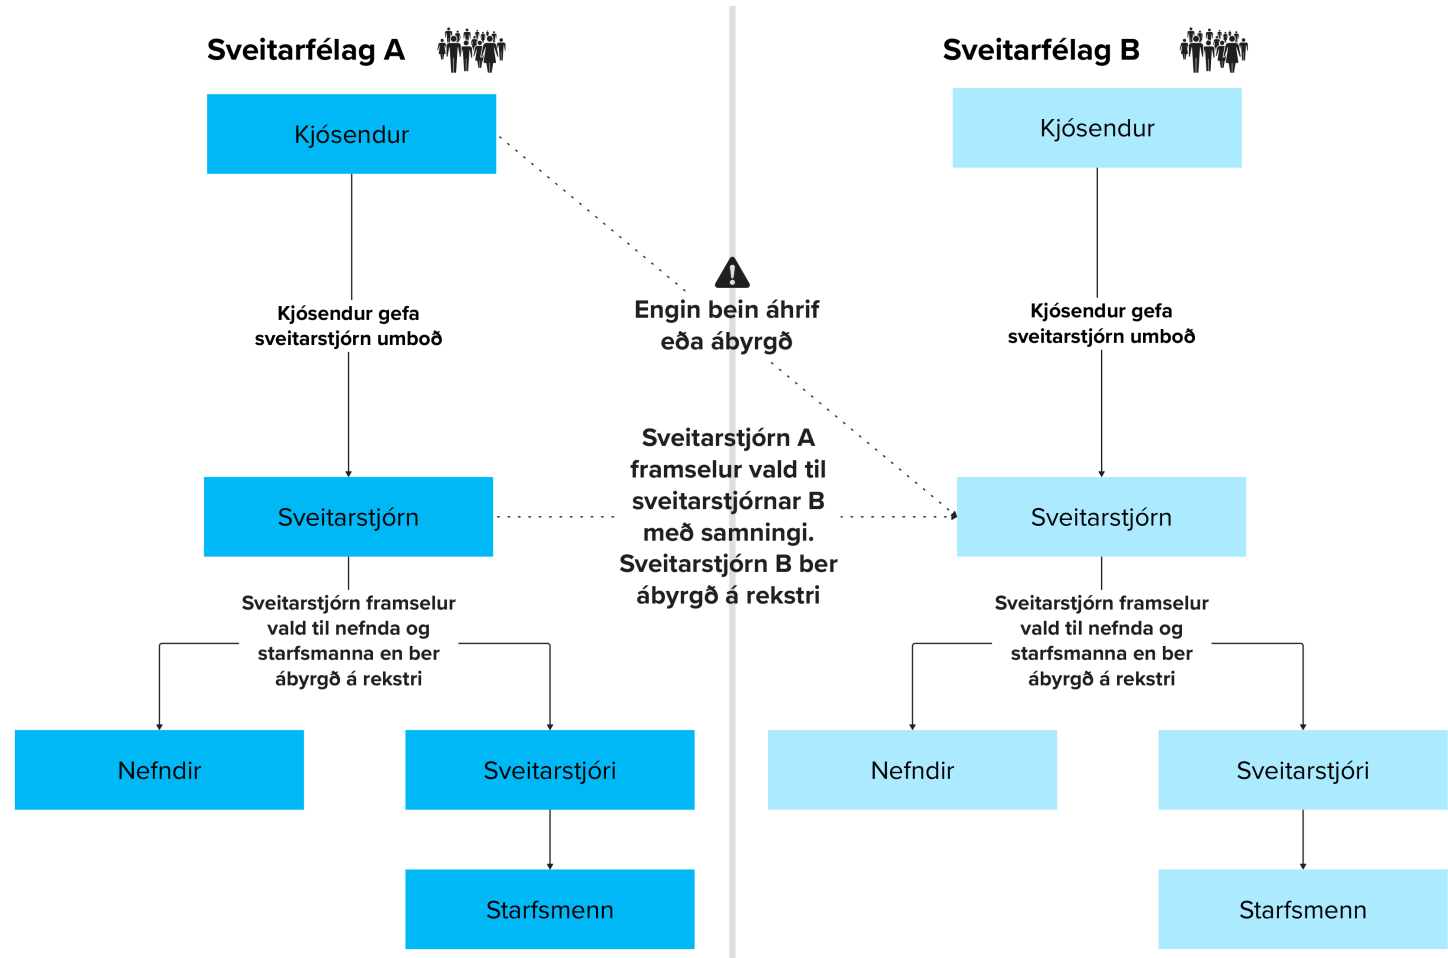 Sveitarfélag A
Kjósendur
Kjósendur gefa
sveitarstjórn umboð
Sveitarstjórn
Sveitarstjórn framselur
vald til nefnda og
starfsmanna en ber
ábyrgð á rekstri
Nefndir
Sveitarstjóri
Starfsmenn
Engin bein áhrif
eða ábyrgð
Sveitarstjórn A
framselur vald til
sveitarstjórnar B
með samningi.
Sveitarstjórn B ber
ábyrgð á rekstri
Sveitarfélag B
Kjósendur
Kjósendur gefa
sveitarstjórn umboð
Sveitarstjórn
Sveitarstjórn framselur
vald til nefnda og
starfsmanna en ber
ábyrgð á rekstri
Nefndir
Sveitarstjóri
Starfsmenn